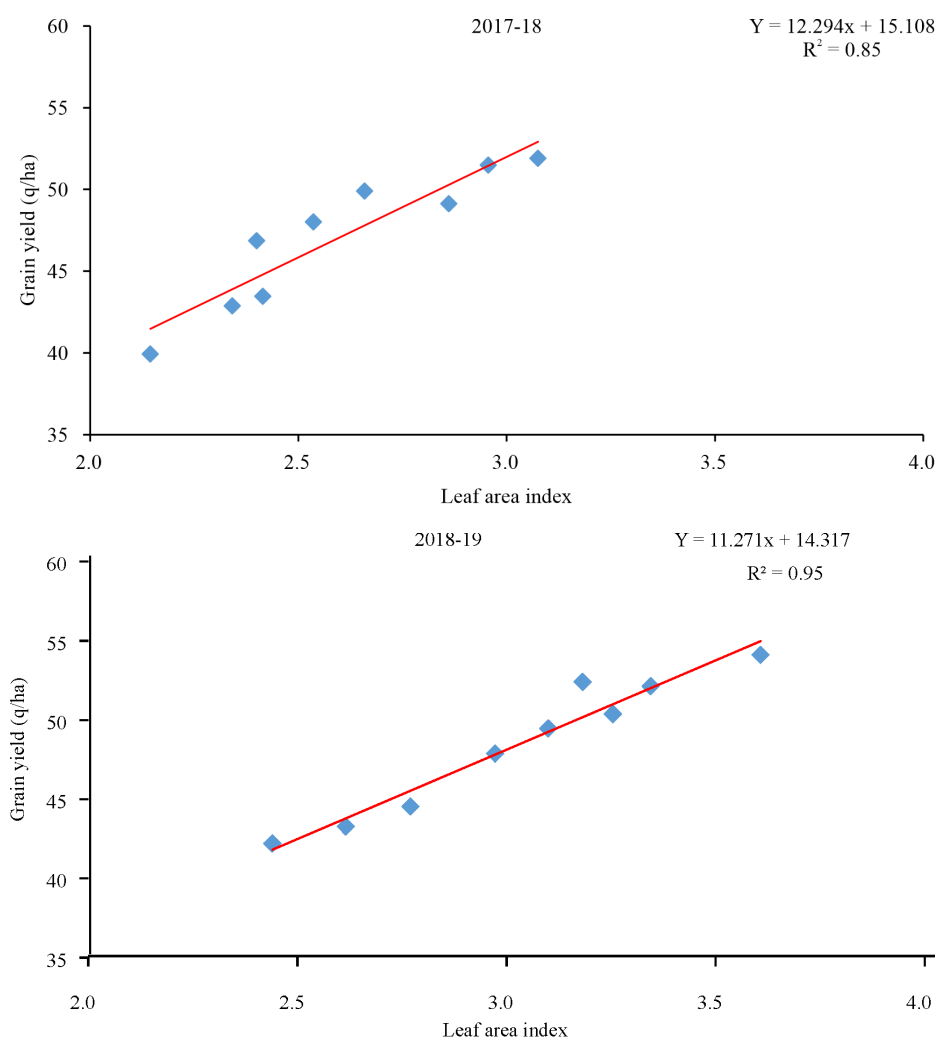 2017-18
Y = 12.294x + 15.108
R² = 0.85
60
55
50
45
40
35
Grain yield (q/ha)
2.0 2.5 3.0 3.5 4.0
Leaf area index
2018-19
Y = 11.271x + 14.317
R² = 0.95
60
55
50
45
40
35
Grain yield (q/ha)
2.0 2.5 3.0 3.5 4.0
Leaf area index